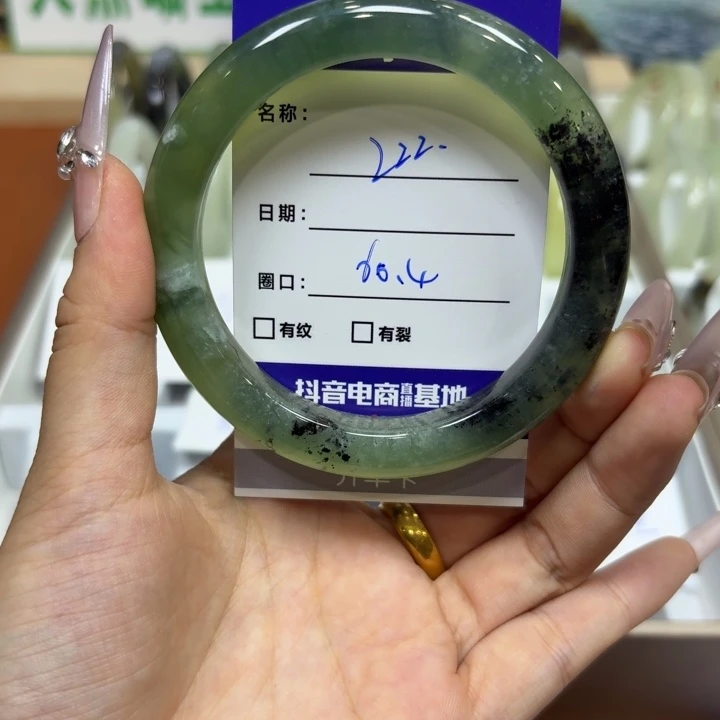 名称：
222.
日期：
圈口： 60.4
□有纹 □有裂
抖音电商直播基地